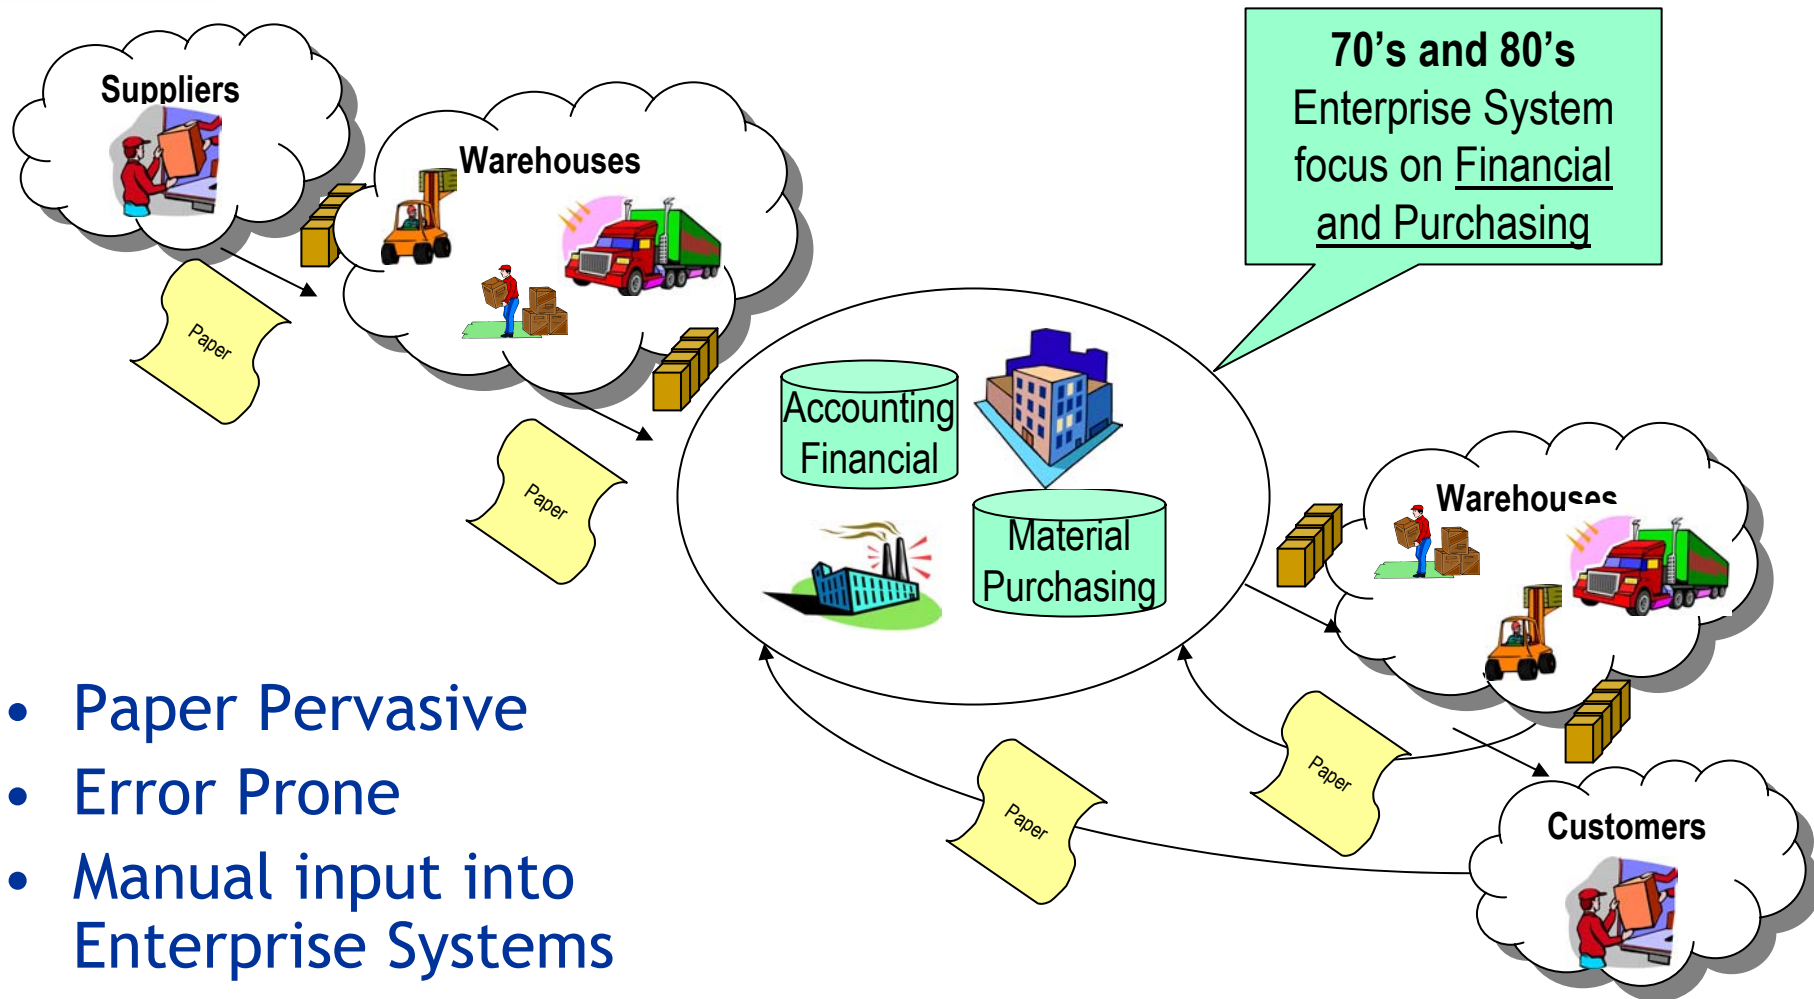 Suppliers
Warehouses
70’s and 80’s
Enterprise System
focus on Financial
and Purchasing
Paper
Paper
Accounting
Financial
Material
Purchasing
Warehouses
Paper
Paper
Customers
• Paper Pervasive
• Error Prone
• Manual input into
Enterprise Systems